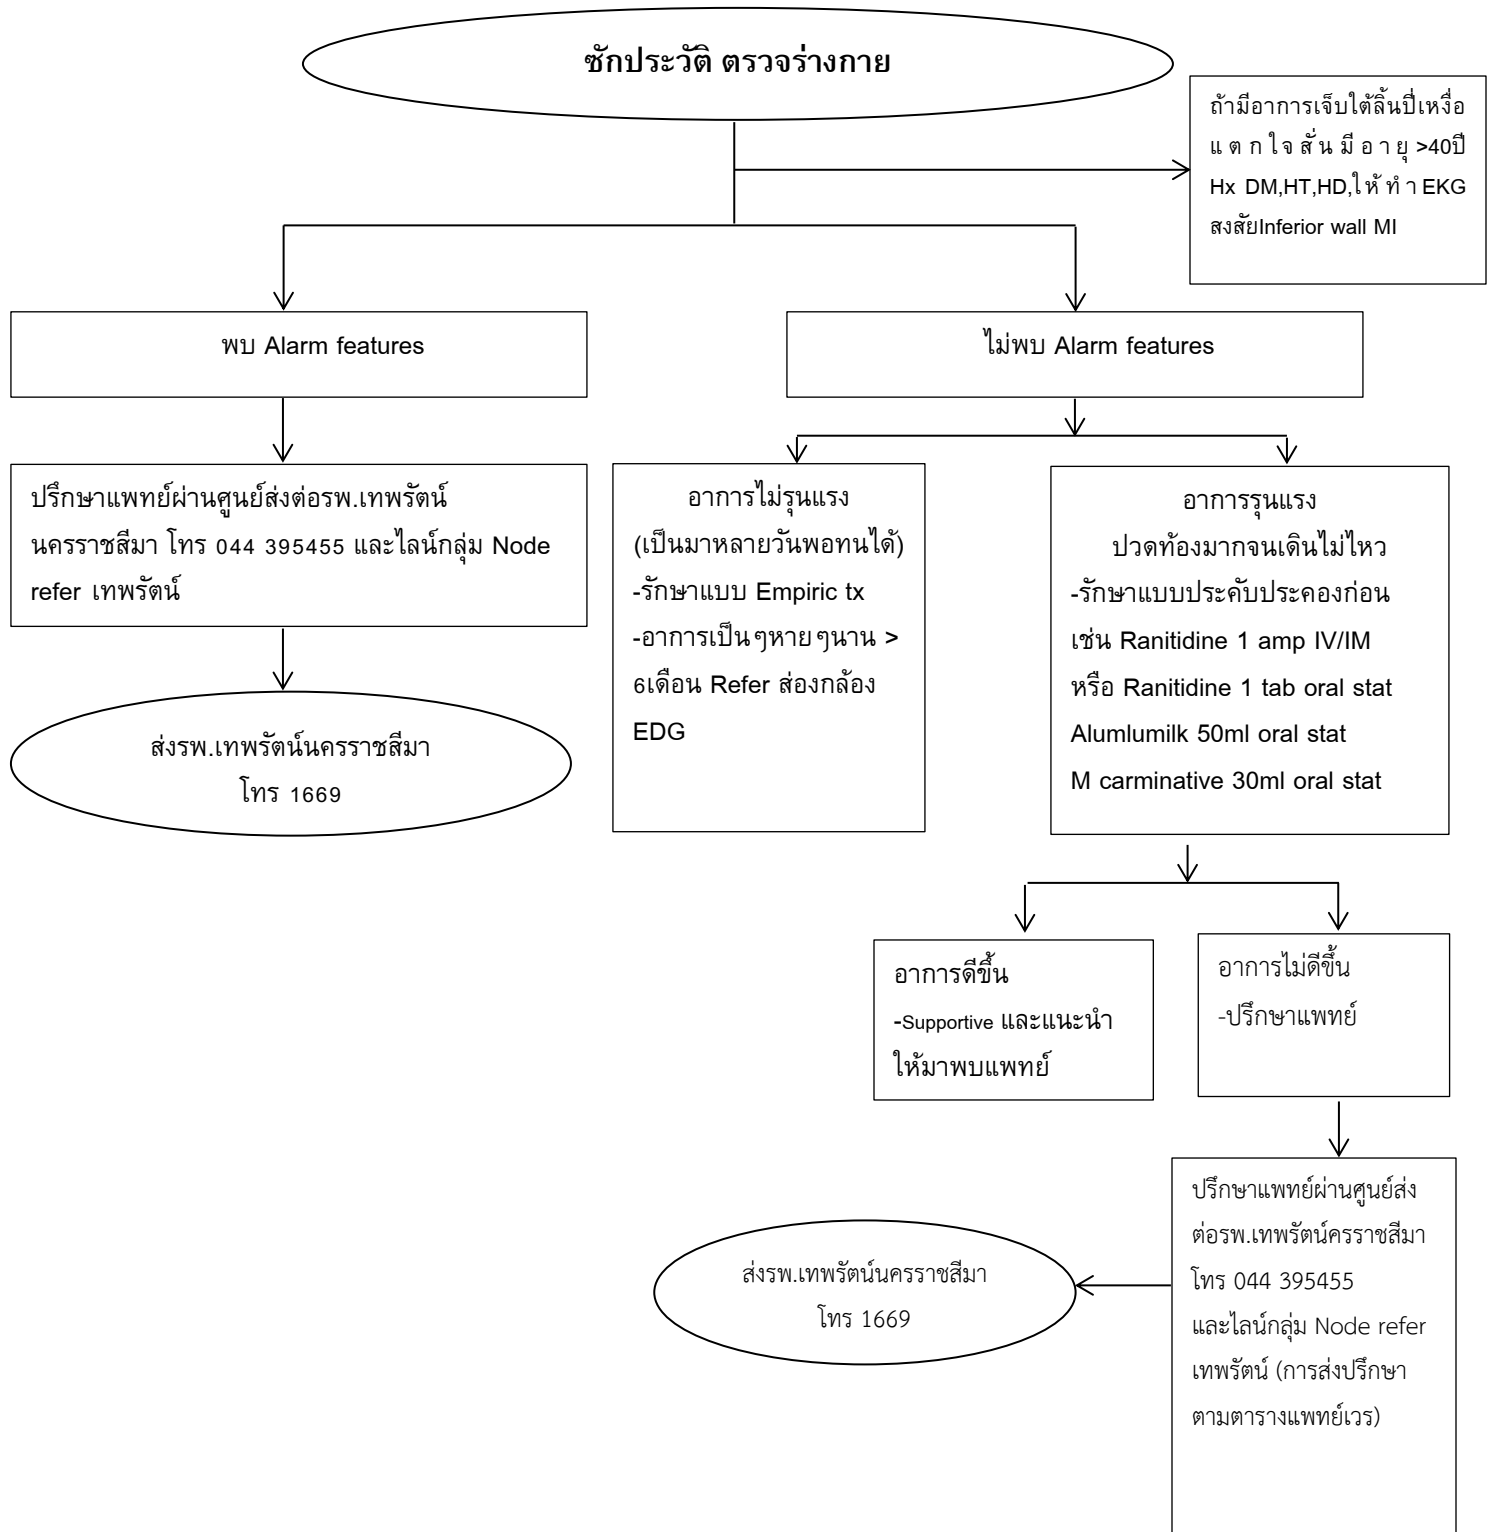 ซักประวัติ ตรวจร่างกาย
ถ้ามีอาการเจ็บใต้ลิ้นปี่เหงื่อ
แตกใจสั่นมีอายุ >40ปี
Hx DM,HT,HD,ให้ทำEKG
สงสัยInferior wall MI
พบ Alarm features
ไม่พบ Alarm features
ปรึกษาแพทย์ผ่านศูนย์ส่งต่อรพ.เทพรัตน์
นครราชสีมา โทร 044 395455 และไลน์กลุ่ม Node
refer เทพรัตน์
ส่งรพ.เทพรัตน์นครราชสีมา
โทร 1669
อาการไม่รุนแรง
(เป็นมาหลายวันพอทนได้)
-รักษาแบบ Empiric tx
-อาการเป็นๆหายๆนาน >
6เดือน Refer ส่องกล้อง
EDG
อาการรุนแรง
ปวดท้องมากจนเดินไม่ไหว
-รักษาแบบประคับประคองก่อน
เช่น Ranitidine 1 amp IV/IM
หรือ Ranitidine 1 tab oral stat
Alumlumilk 50ml oral stat
M carminative 30ml oral stat
อาการดีขึ้น
-Supportive และแนะนำ
ให้มาพบแพทย์
อาการไม่ดีขึ้น
-ปรึกษาแพทย์
ปรึกษาแพทย์ผ่านศูนย์ส่ง
ต่อรพ.เทพรัตน์ครราชสีมา
โทร 044 395455
และไลน์กลุ่ม Node refer
เทพรัตน์ (การส่งปรึกษา
ตามตารางแพทย์เวร)
ส่งรพ.เทพรัตน์นครราชสีมา
โทร 1669